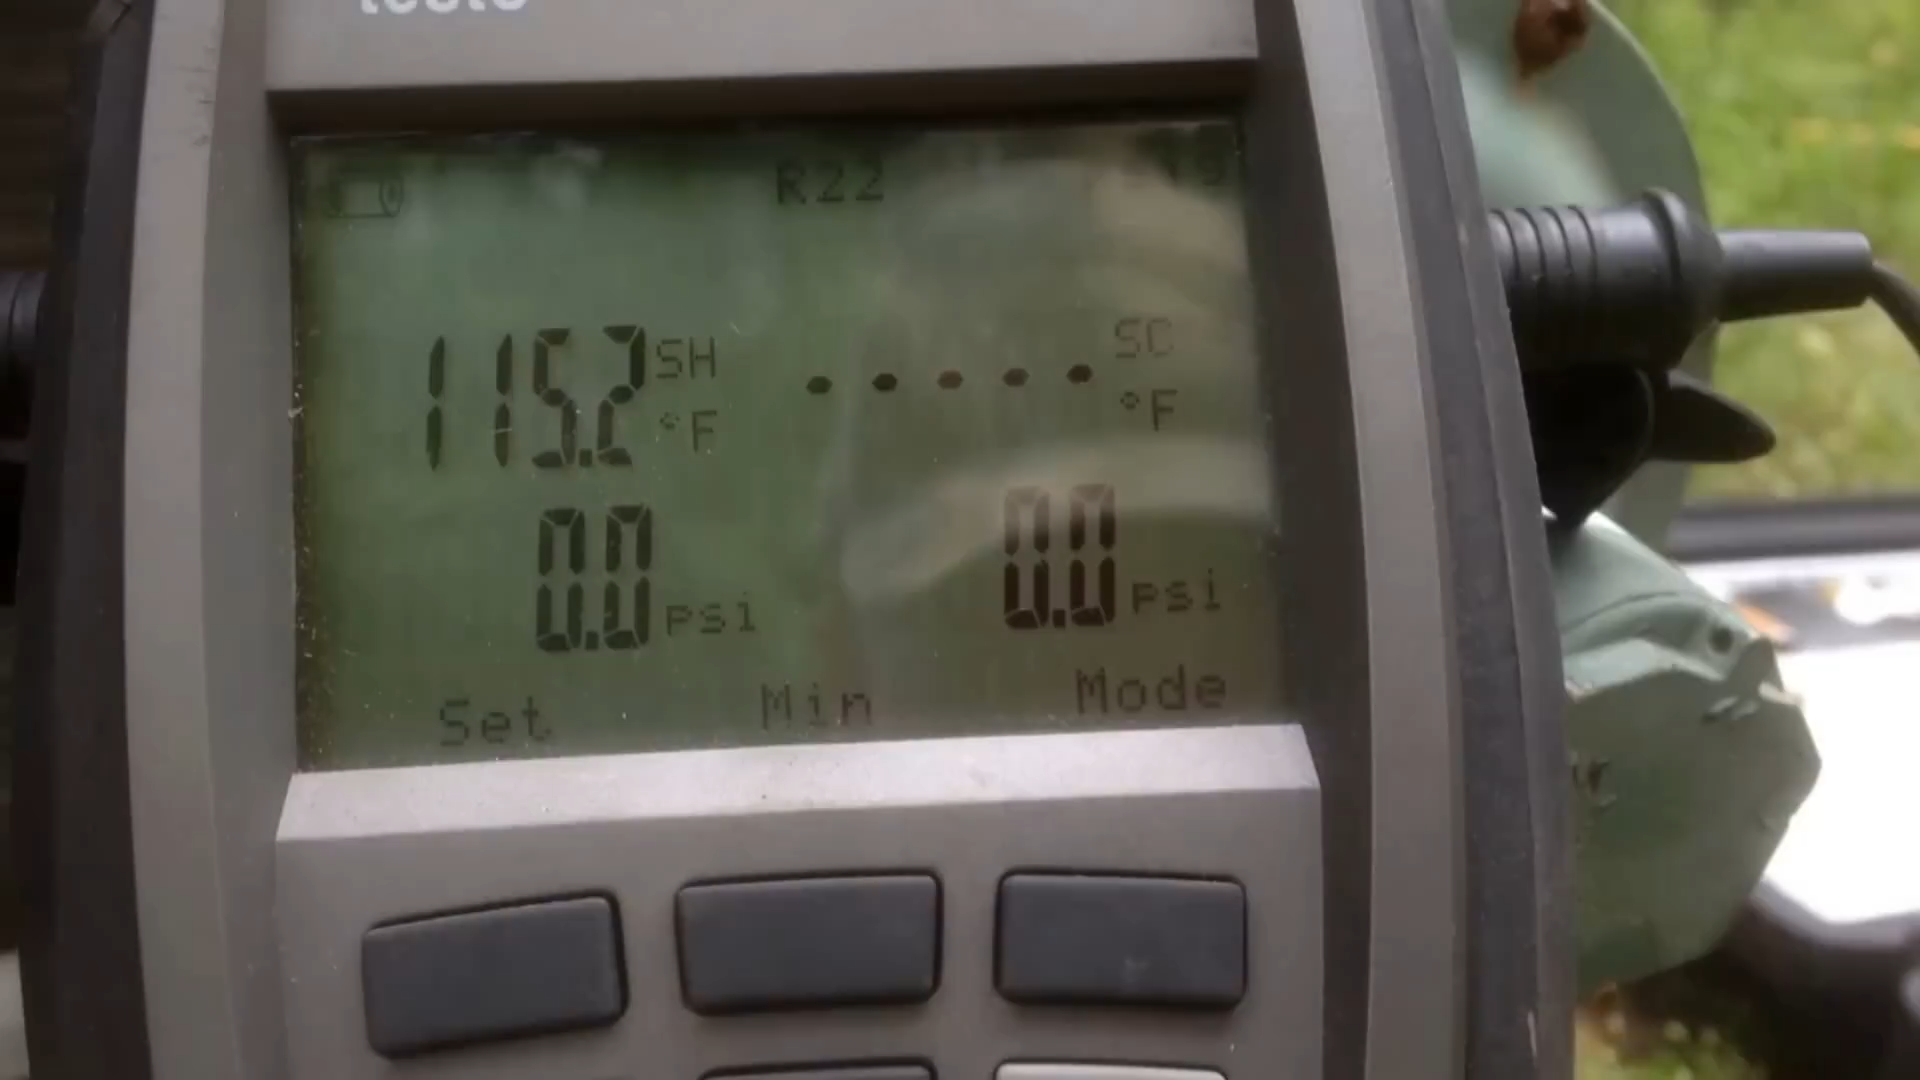 testo
R22
115.2 SH °F ----- SC °F
0.0 psi 0.0 psi
Set Min Mode